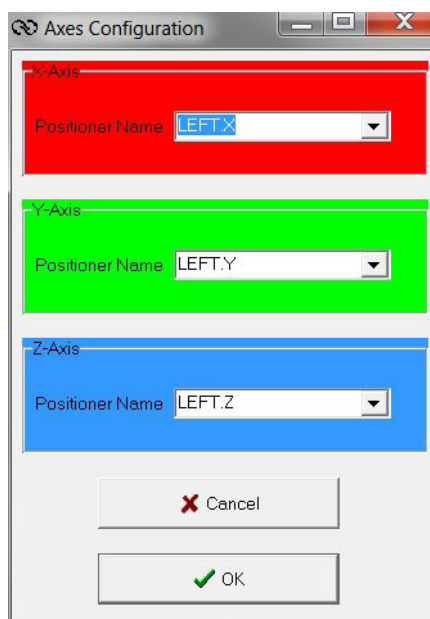 Axes Configuration
X-Axis
Positioner Name LEFT.X
Y-Axis
Positioner Name LEFT.Y
Z-Axis
Positioner Name LEFT.Z
Cancel
OK